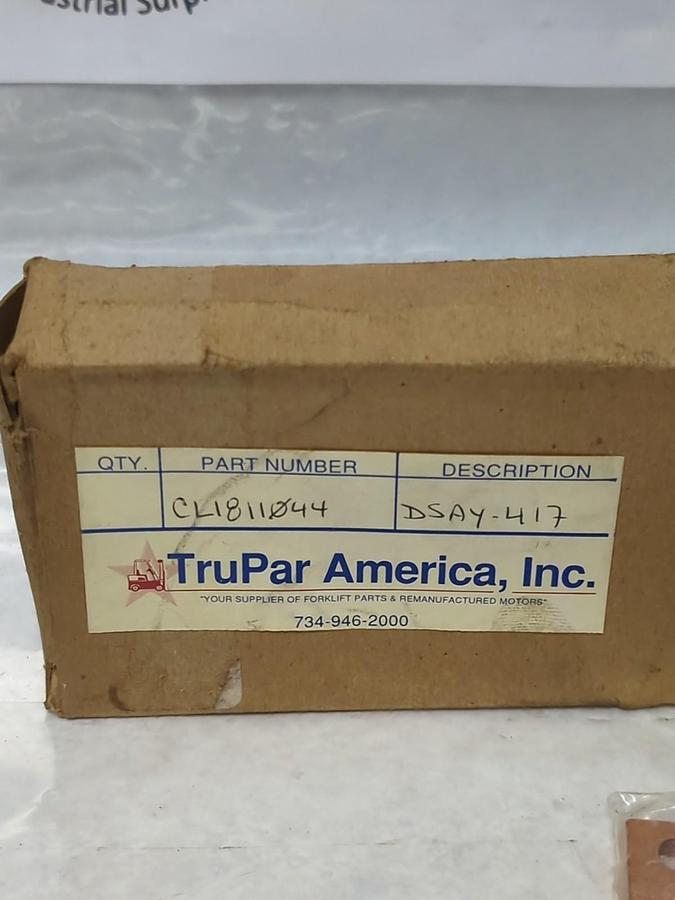 QTY. PART NUMBER DESCRIPTION
CL1811Ø44 DSAY-417
TruPar America, Inc.
"YOUR SUPPLIER OF FORKLIFT PARTS & REMANUFACTURED MOTORS"
734-946-2000